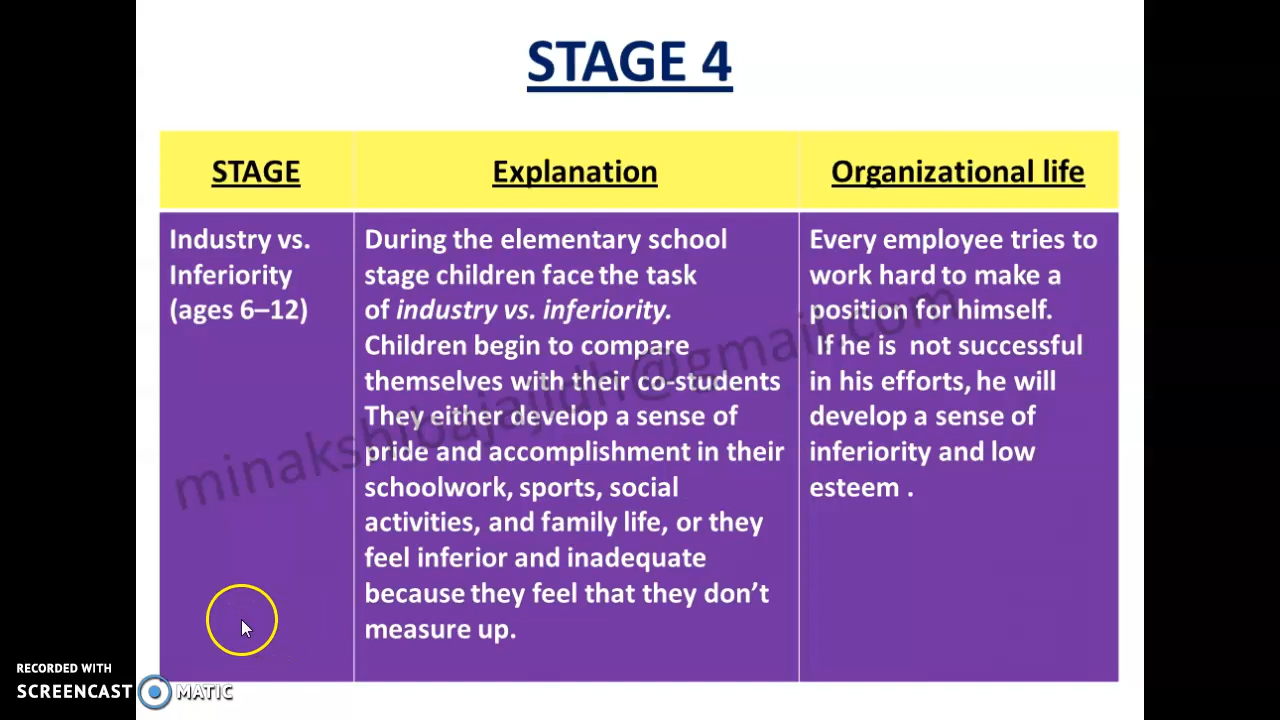 STAGE 4
STAGE
Explanation
Organizational life
Industry vs.
Inferiority
(ages 6–12)
During the elementary school
stage children face the task
of industry vs. inferiority.
Children begin to compare
themselves with their co-students
They either develop a sense of
pride and accomplishment in their
schoolwork, sports, social
activities, and family life, or they
feel inferior and inadequate
because they feel that they don’t
measure up.
Every employee tries to
work hard to make a
position for himself.
If he is not successful
in his efforts, he will
develop a sense of
inferiority and low
esteem .
minakshibajajidh@gmail.com
RECORDED WITH
SCREENCAST MATIC